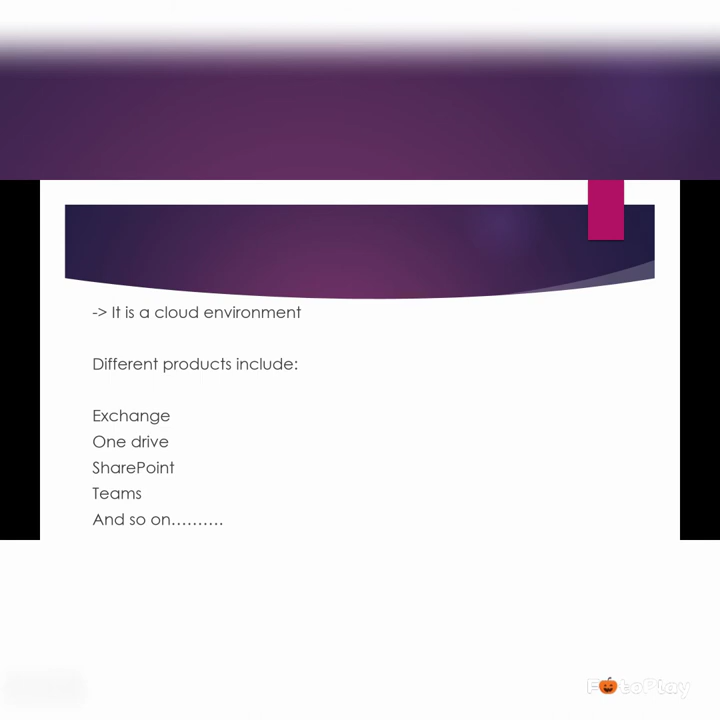 -> It is a cloud environment
Different products include:
Exchange
One drive
SharePoint
Teams
And so on..........
FotoPlay